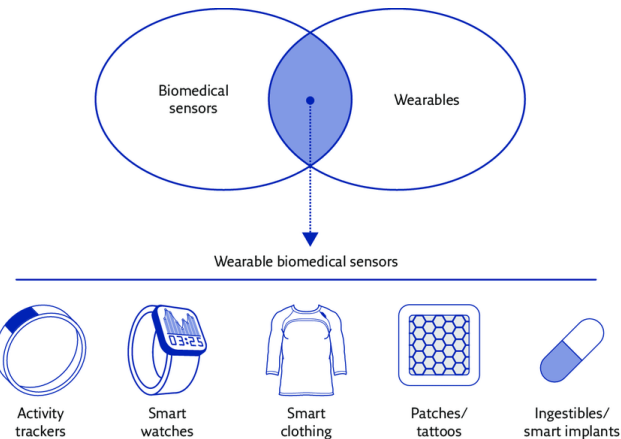 Biomedical
sensors
Wearables
Wearable biomedical sensors
03:25
Activity
trackers
Smart
watches
Smart
clothing
Patches/
tattoos
Ingestibles/
smart implants